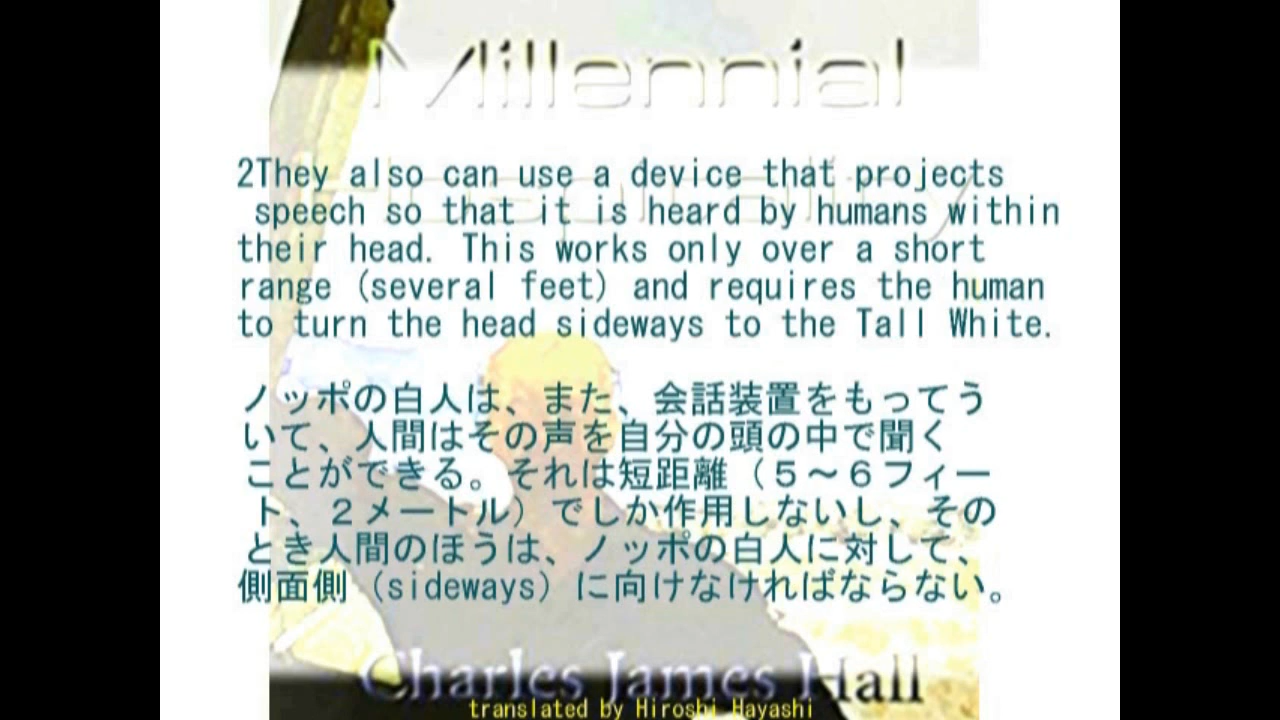 Millennial
Hospitality
2They also can use a device that projects
speech so that it is heard by humans within
their head. This works only over a short
range (several feet) and requires the human
to turn the head sideways to the Tall White.
ノッポの白人は、また、会話装置をもってう
いて、人間はその声を自分の頭の中で聞く
ことができる。それは短距離（５～６フィー
ト、２メートル）でしか作用しないし、その
とき人間のほうは、ノッポの白人に対して、
側面側（sideways）に向けなければならない。
Charles James Hall
translated by Hiroshi Hayashi